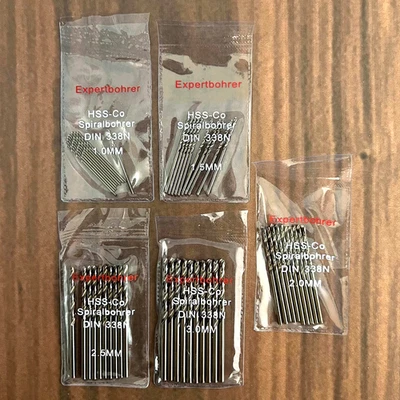 Expertbohrer
HSS-Co
Spiralbohrer
DIN 338N
1.0MM
Expertbohrer
HSS-Co
Spiralbohrer
DIN 338N
1.5MM
Expertbohrer
HSS-Co
Spiralbohrer
DIN 338N
2.0MM
Expertbohrer
HSS-Co
Spiralbohrer
DIN 338N
2.5MM
Expertbohrer
HSS-Co
Spiralbohrer
DIN 338N
3.0MM